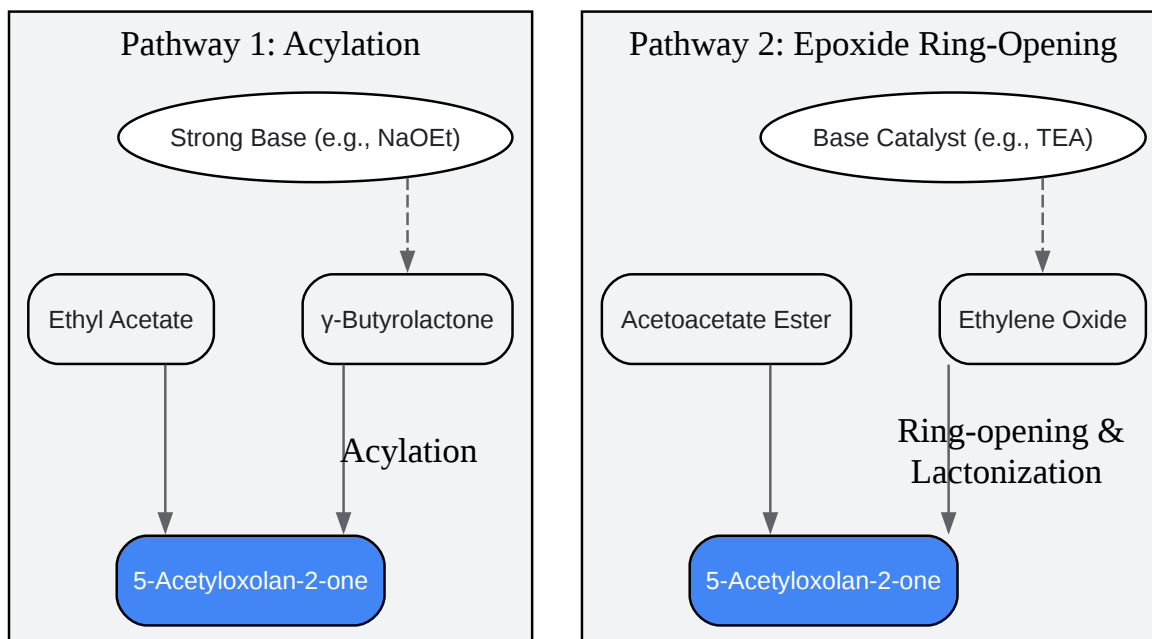 Pathway 1: Acylation
Strong Base (e.g., NaOEt)
Ethyl Acetate
γ-Butyrolactone
Acylation
5-Acetyloxolan-2-one
Pathway 2: Epoxide Ring-Opening
Base Catalyst (e.g., TEA)
Acetoacetate Ester
Ethylene Oxide
Ring-opening &
Lactonization
5-Acetyloxolan-2-one